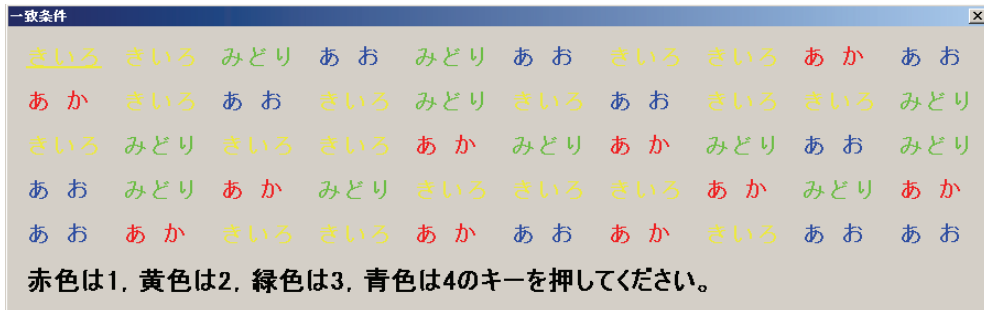 一致条件
きいろ きいろ みどり あ お みどり あ お きいろ きいろ あ か あ お
あ か きいろ あ お きいろ みどり きいろ あ お きいろ きいろ みどり
きいろ みどり きいろ きいろ あ か みどり あ か みどり あ お みどり
あ お みどり あ か みどり きいろ きいろ きいろ あ か みどり あ か
あ お あ か きいろ きいろ あ か あ お あ か きいろ あ お あ お
赤色は1, 黄色は2, 緑色は3, 青色は4のキーを押してください。